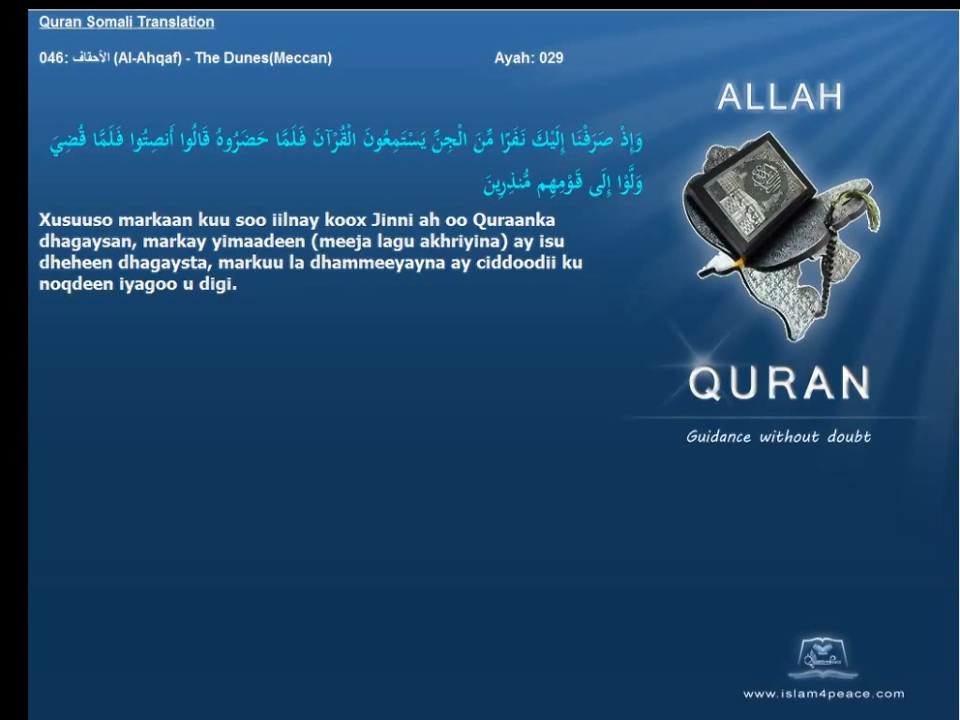 Quran Somali Translation
046: الأحقاف (Al-Ahqaf) - The Dunes(Meccan) Ayah: 029
وَإِذْ صَرَفْنَا إِلَيْكَ نَفَرًا مِّنَ الْجِنِّ يَسْتَمِعُونَ الْقُرْآنَ فَلَمَّا حَضَرُوهُ قَالُوا أَنصِتُوا فَلَمَّا قُضِيَ
وَلَّوْا إِلَى قَوْمِهِم مُّنذِرِينَ
Xusuuso markaan kuu soo iilnay koox Jinni ah oo Quraanka
dhagaysan, markay yimaadeen (meeja lagu akhriyina) ay isu
dheheen dhagaysta, markuu la dhammeeyayna ay ciddoodii ku
noqdeen iyagoo u digi.
ALLAH
QURAN
Guidance without doubt
www.islam4peace.com